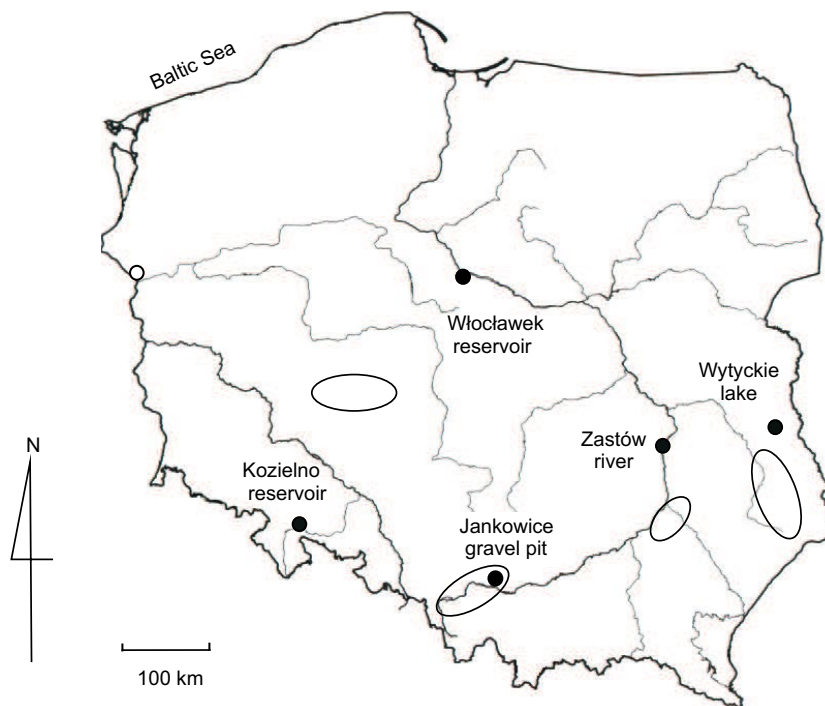 Baltic Sea
Włocławek
reservoir
Wytyckie
lake
Zastów
river
N
Kozielno
reservoir
Jankowice
gravel pit
100 km